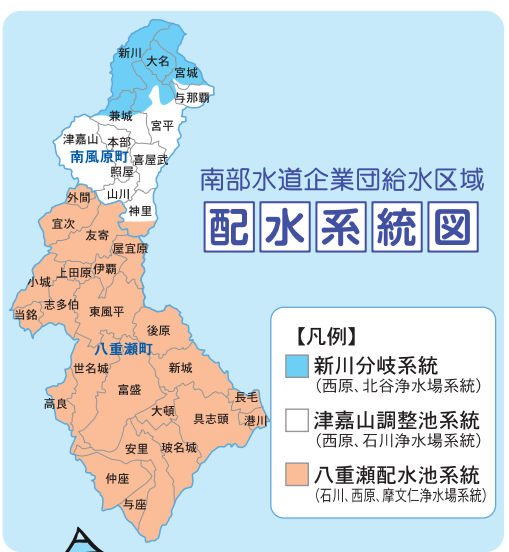 新川
大名
宮城
与那覇
兼城
宮平
津嘉山
本部
南風原町
喜屋武
照屋
山川
神里
外間
宜次
友寄
屋宜原
上田原
伊覇
小城
志多伯
当銘
東風平
後原
八重瀬町
世名城
新城
富盛
高良
長毛
大頓
具志頭
港川
安里
玻名城
仲座
与座
南部水道企業団給水区域
配水系統図
【凡例】
新川分岐系統
(西原、北谷浄水場系統)
津嘉山調整池系統
(西原、石川浄水場系統)
八重瀬配水池系統
(石川、西原、摩文仁浄水場系統)